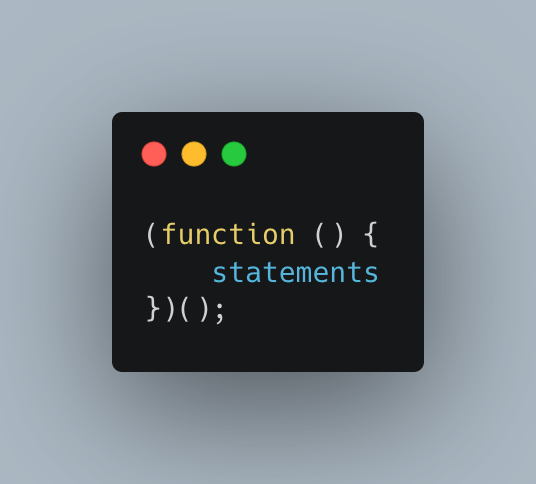 (function () {
    statements
})();